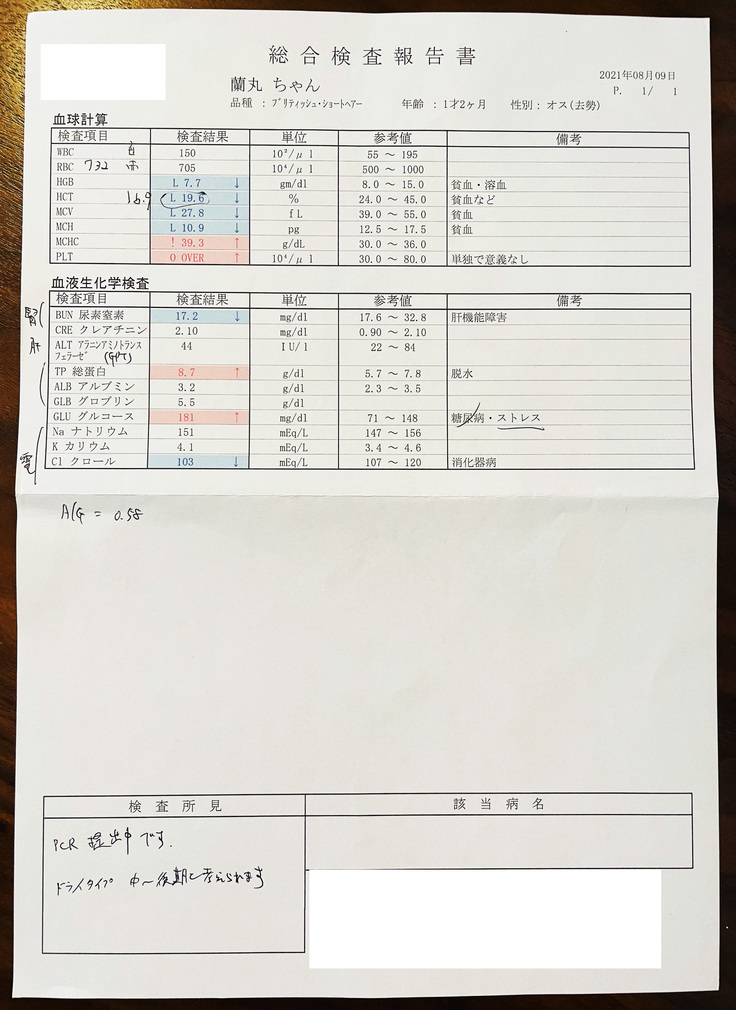 総合検査報告書
2021年08月09日
P. 1/ 1
蘭丸 ちゃん
品種 : ﾌﾞﾘﾃｨｯｼｭ･ｼｮｰﾄﾍｱｰ 年齢 : 1才2ヶ月 性別 : オス(去勢)
血球計算
検査項目 検査結果 単位 参考値 備考
WBC 白 150 10²/μl 55 ～ 195
RBC 732 赤 705 10⁴/μl 500 ～ 1000
HGB L 7.7 ↓ gm/dl 8.0 ～ 15.0 貧血・溶血
HCT 16.9 L 19.6 ↓ % 24.0 ～ 45.0 貧血など
MCV L 27.8 ↓ fL 39.0 ～ 55.0 貧血
MCH L 10.9 ↓ pg 12.5 ～ 17.5 貧血
MCHC ! 39.3 ↑ g/dL 30.0 ～ 36.0
PLT O OVER ↑ 10⁴/μl 30.0 ～ 80.0 単独で意義なし
血液生化学検査
検査項目 検査結果 単位 参考値 備考
腎 BUN 尿素窒素 17.2 ↓ mg/dl 17.6 ～ 32.8 肝機能障害
CRE クレアチニン 2.10 mg/dl 0.90 ～ 2.10
肝 ALT ｱﾗﾆﾝｱﾐﾉﾄﾗﾝｽ 44 IU/l 22 ～ 84
ﾌｪﾗｰｾﾞ (GPT)
TP 総蛋白 8.7 ↑ g/dl 5.7 ～ 7.8 脱水
ALB アルブミン 3.2 g/dl 2.3 ～ 3.5
GLB グロブリン 5.5 g/dl
GLU グルコース 181 ↑ mg/dl 71 ～ 148 糖尿病・ストレス
Na ナトリウム 151 mEq/L 147 ～ 156
K カリウム 4.1 mEq/L 3.4 ～ 4.6
電 Cl クロール 103 ↓ mEq/L 107 ～ 120 消化器病
A/G = 0.58
検査所見 該当病名
PCR 提出中です.
ドライタイプ 中～後期と考えられます